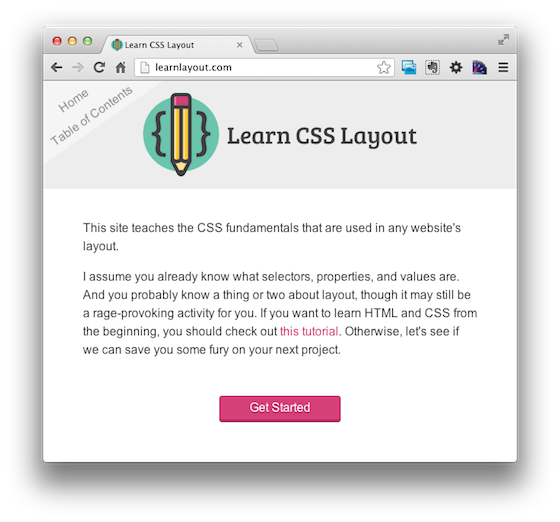 Learn CSS Layout
learnlayout.com
Home
Table of Contents
Learn CSS Layout
This site teaches the CSS fundamentals that are used in any website's
layout.
I assume you already know what selectors, properties, and values are.
And you probably know a thing or two about layout, though it may still be
a rage-provoking activity for you. If you want to learn HTML and CSS from
the beginning, you should check out this tutorial. Otherwise, let's see if
we can save you some fury on your next project.
Get Started